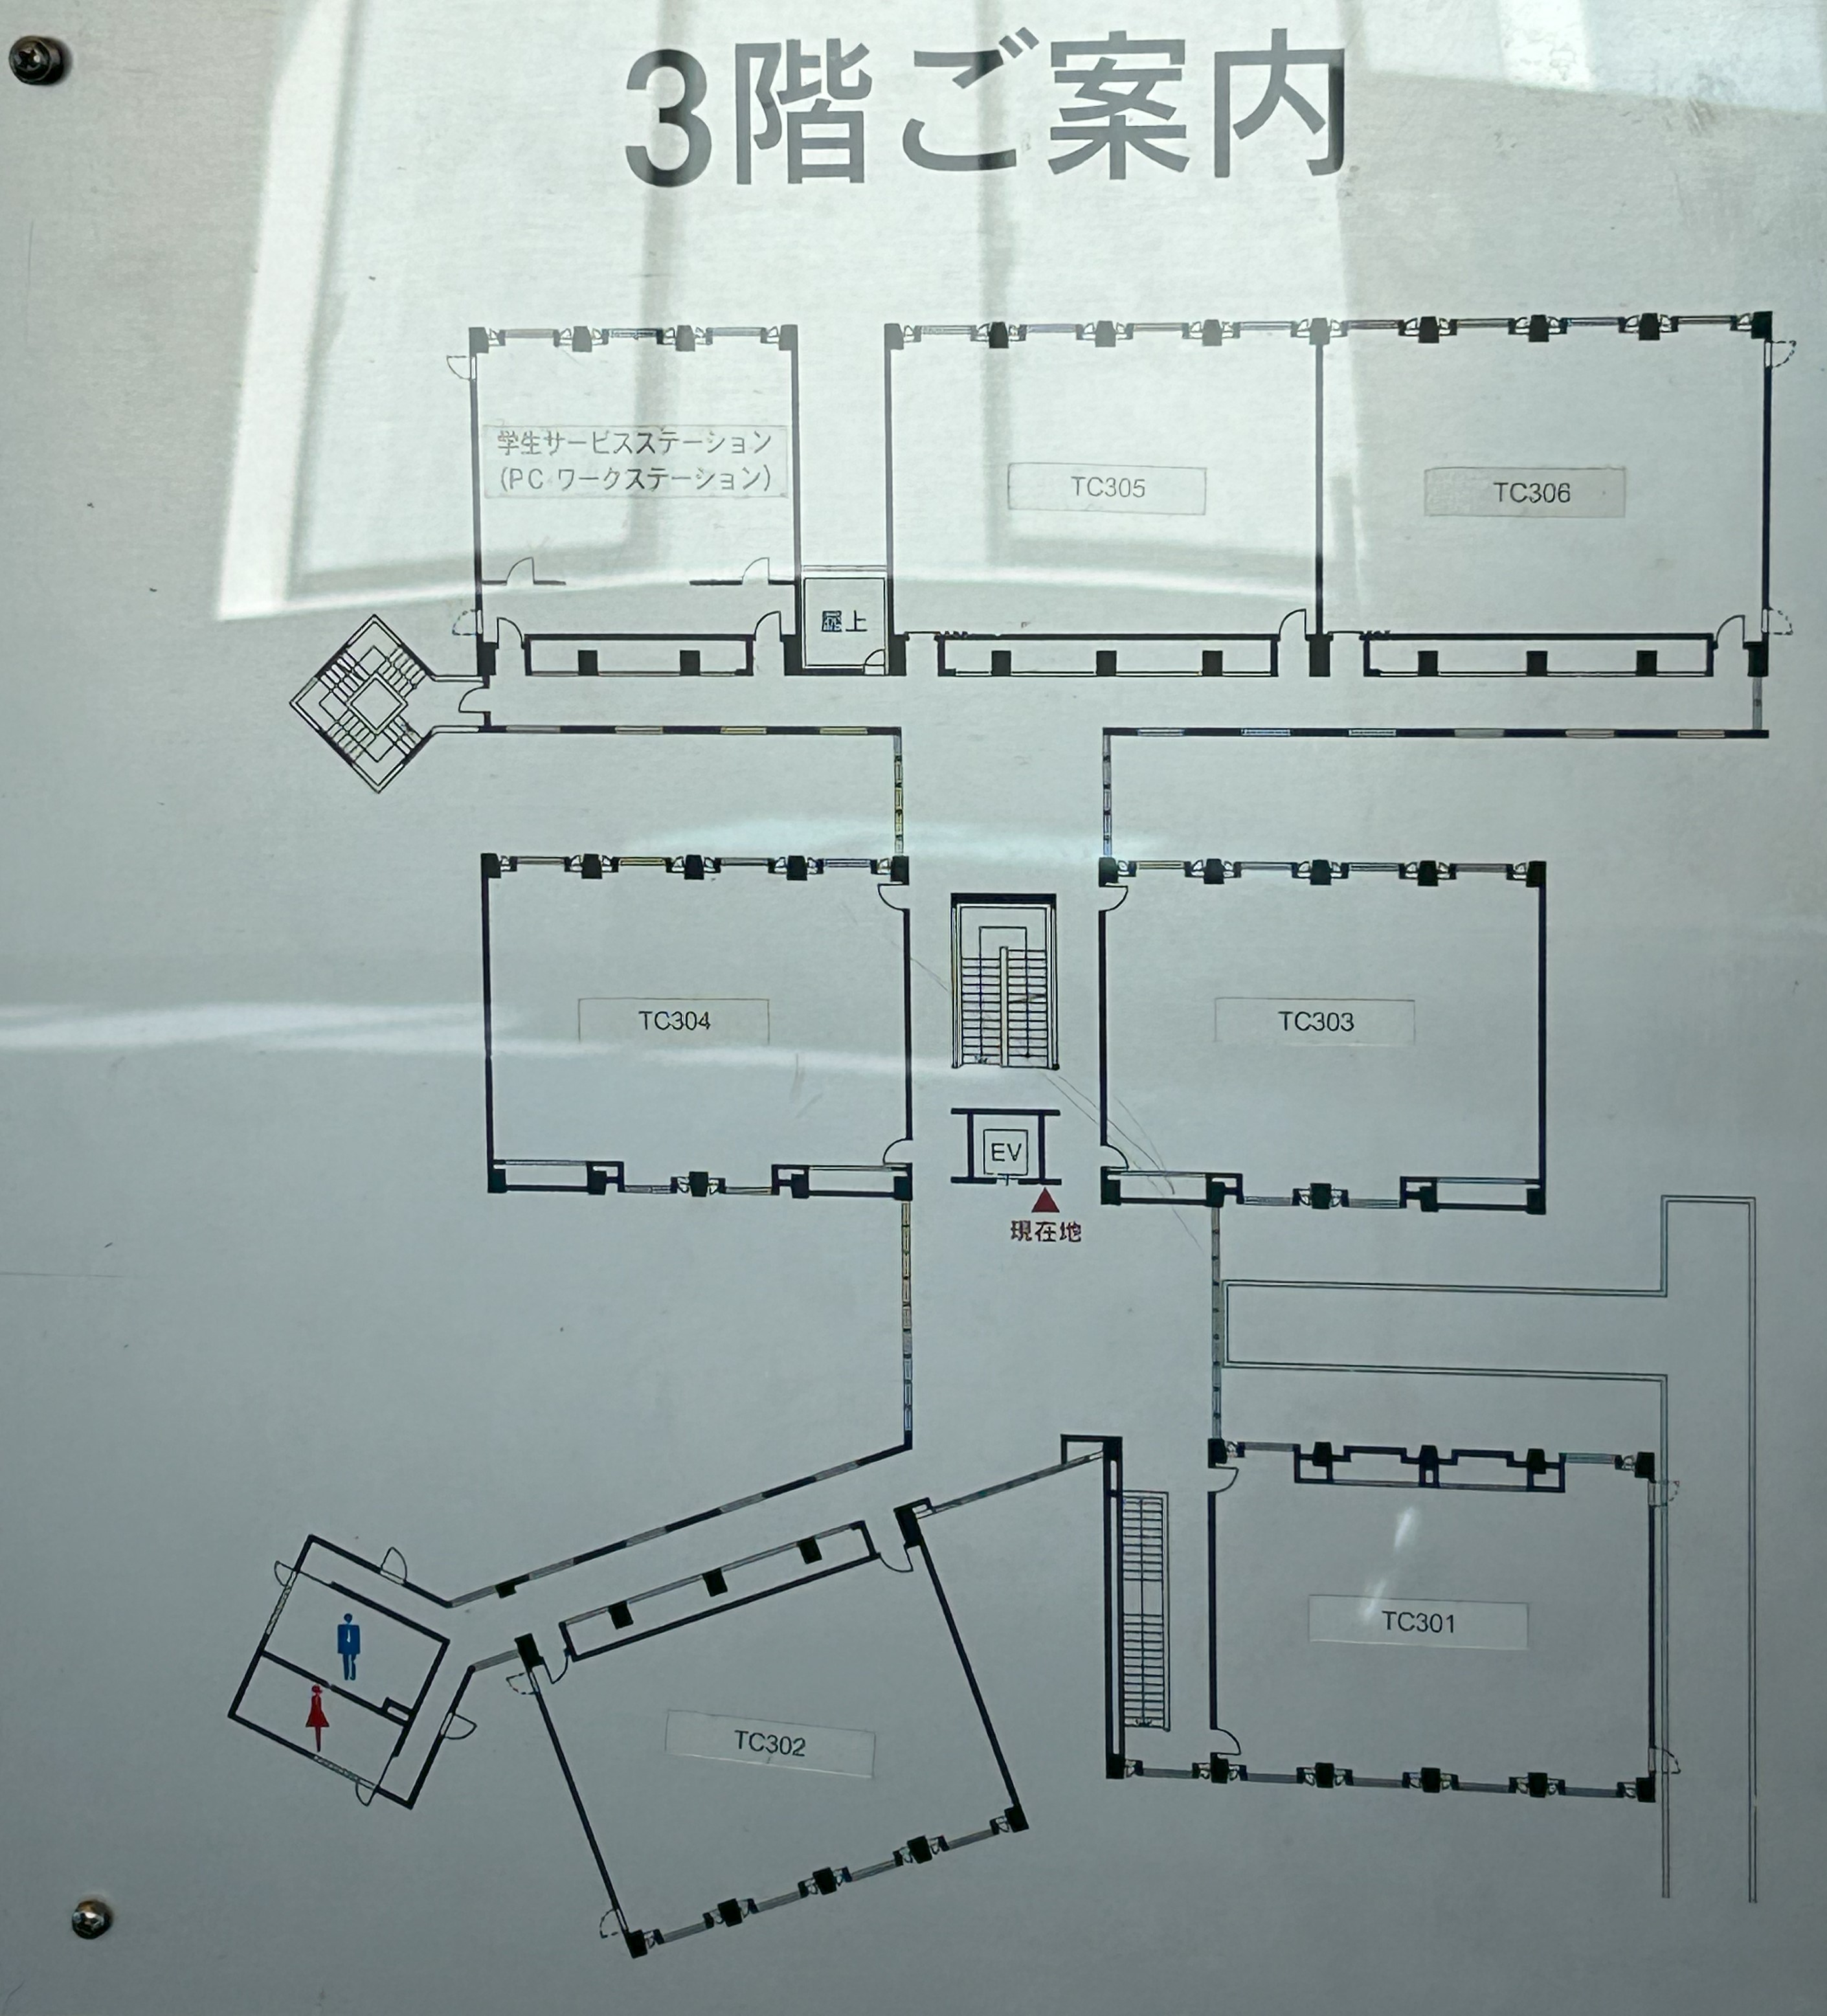 3階ご案内
学生サービスステーション
(PC ワークステーション)
TC305
TC306
屋上
TC304
TC303
EV
現在地
TC301
TC302